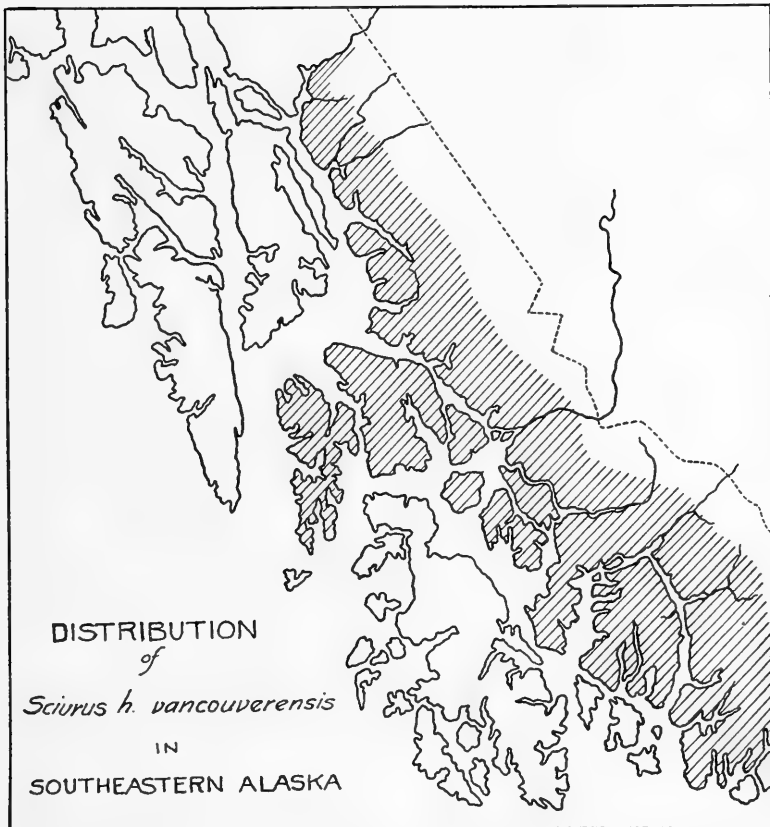 DISTRIBUTION
of
Sciurus h. vancouverensis
IN
SOUTHEASTERN ALASKA